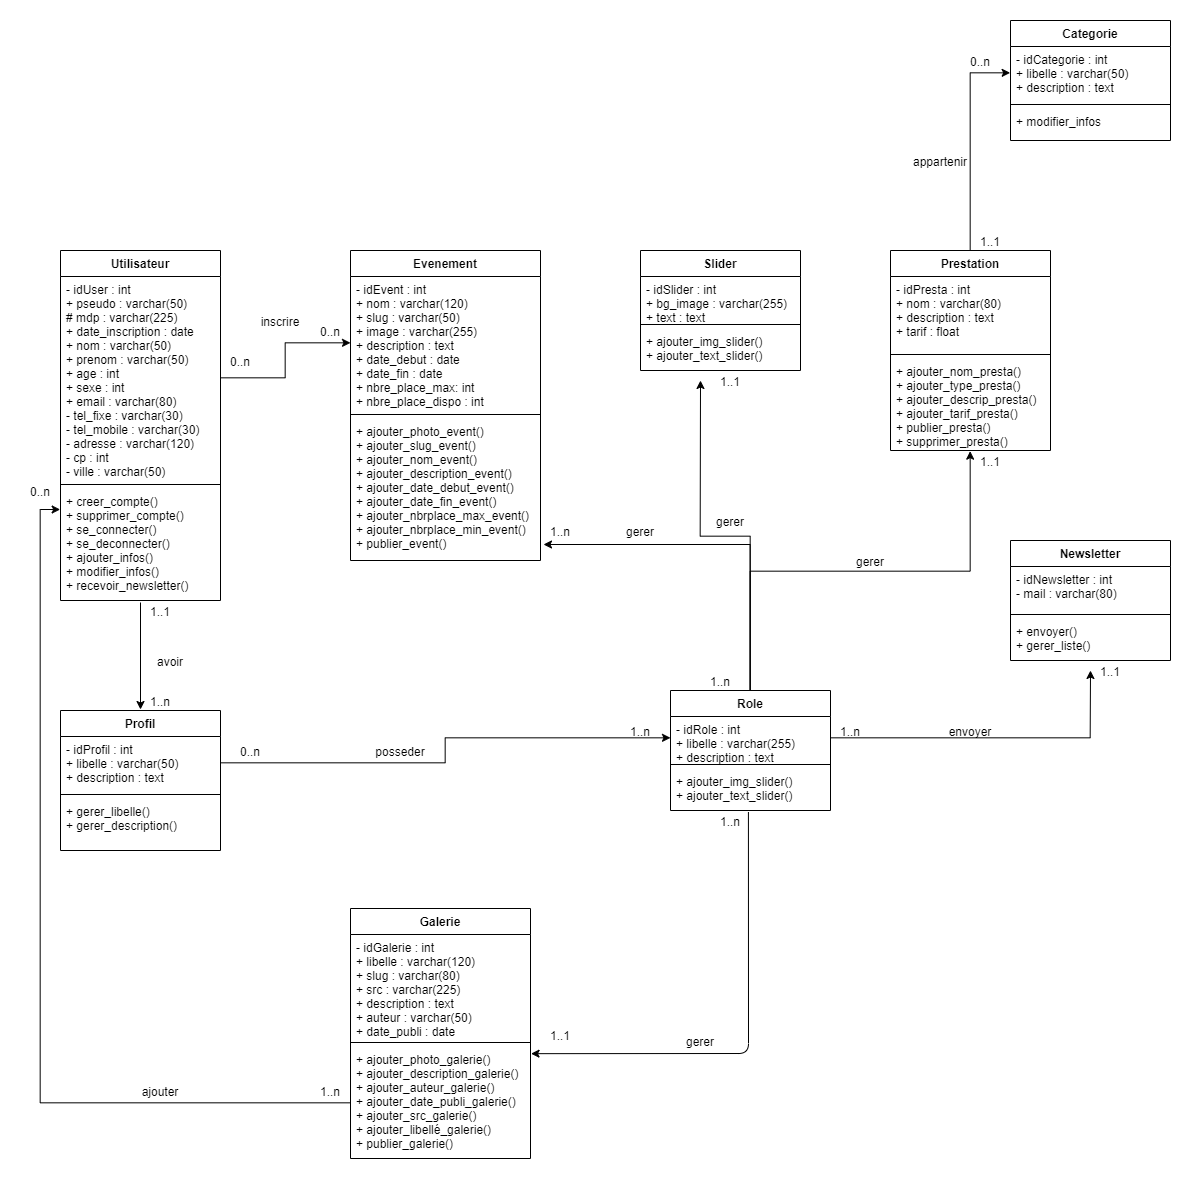 Categorie
- idCategorie : int
+ libelle : varchar(50)
+ description : text
+ modifier_infos
0..n
appartenir
1..1
Utilisateur
- idUser : int
+ pseudo : varchar(50)
# mdp : varchar(225)
+ date_inscription : date
+ nom : varchar(50)
+ prenom : varchar(50)
+ age : int
+ sexe : int
+ email : varchar(80)
- tel_fixe : varchar(30)
- tel_mobile : varchar(30)
- adresse : varchar(120)
- cp : int
- ville : varchar(50)
+ creer_compte()
+ supprimer_compte()
+ se_connecter()
+ se_deconnecter()
+ ajouter_infos()
+ modifier_infos()
+ recevoir_newsletter()
inscrire
0..n
0..n
Evenement
- idEvent : int
+ nom : varchar(120)
+ slug : varchar(50)
+ image : varchar(255)
+ description : text
+ date_debut : date
+ date_fin : date
+ nbre_place_max: int
+ nbre_place_dispo : int
+ ajouter_photo_event()
+ ajouter_slug_event()
+ ajouter_nom_event()
+ ajouter_description_event()
+ ajouter_date_debut_event()
+ ajouter_date_fin_event()
+ ajouter_nbrplace_max_event()
+ ajouter_nbrplace_min_event()
+ publier_event()
Slider
- idSlider : int
+ bg_image : varchar(255)
+ text : text
+ ajouter_img_slider()
+ ajouter_text_slider()
1..1
Prestation
- idPresta : int
+ nom : varchar(80)
+ description : text
+ tarif : float
+ ajouter_nom_presta()
+ ajouter_type_presta()
+ ajouter_descrip_presta()
+ ajouter_tarif_presta()
+ publier_presta()
+ supprimer_presta()
1..1
0..n
1..n
gerer
gerer
gerer
Newsletter
- idNewsletter : int
- mail : varchar(80)
+ envoyer()
+ gerer_liste()
1..1
1..1
avoir
1..n
Profil
- idProfil : int
+ libelle : varchar(50)
+ description : text
+ gerer_libelle()
+ gerer_description()
0..n
posseder
1..n
1..n
Role
- idRole : int
+ libelle : varchar(255)
+ description : text
+ ajouter_img_slider()
+ ajouter_text_slider()
1..n
envoyer
1..n
Galerie
- idGalerie : int
+ libelle : varchar(120)
+ slug : varchar(80)
+ src : varchar(225)
+ description : text
+ auteur : varchar(50)
+ date_publi : date
+ ajouter_photo_galerie()
+ ajouter_description_galerie()
+ ajouter_auteur_galerie()
+ ajouter_date_publi_galerie()
+ ajouter_src_galerie()
+ ajouter_libellé_galerie()
+ publier_galerie()
1..1
gerer
ajouter
1..n